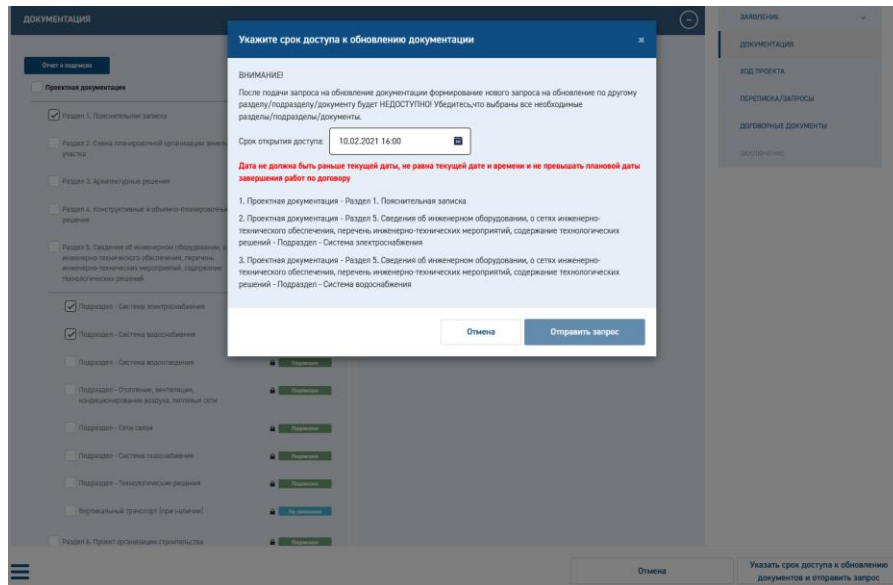 ДОКУМЕНТАЦИЯ
Отчет о подписях
Проектная документация
Раздел 1. Пояснительная записка
Раздел 2. Схема планировочной организации
участка
Раздел 3. Архитектурные решения
Раздел 4. Конструктивные и объемно-планировочные
решения
Раздел 5. Сведения об инженерном оборудовании, о
инженерно-технического обеспечения, перечень
инженерно-технических мероприятий, содержание
технологических решений
Подраздел - Система электроснабжения
Подраздел - Система водоснабжения
Подраздел - Система водоотведения
Подписано
Подраздел - Отопление, вентиляция,
кондиционирование воздуха, тепловые сети
Подписано
Подраздел - Сети связи
Подписано
Подраздел - Система газоснабжения
Подписано
Подраздел - Технологические решения
Подписано
Вертикальный транспорт (при наличии)
Раздел 6. Проект организации строительства
Подписано
Укажите срок доступа к обновлению документации
ВНИМАНИЕ!
После подачи запроса на обновление документации формирование нового запроса на обновление по другому
разделу/подразделу/документу будет НЕДОСТУПНО! Убедитесь,что выбраны все необходимые
разделы/подразделы/документы.
Срок открытия доступа: 10.02.2021 16:00
Дата не должна быть раньше текущей даты, не равна текущей дате и времени и не превышать плановой даты
завершения работ по договору
1. Проектная документация - Раздел 1. Пояснительная записка
2. Проектная документация - Раздел 5. Сведения об инженерном оборудовании, о сетях инженерно-
технического обеспечения, перечень инженерно-технических мероприятий, содержание технологических
решений - Подраздел - Система электроснабжения
3. Проектная документация - Раздел 5. Сведения об инженерном оборудовании, о сетях инженерно-
технического обеспечения, перечень инженерно-технических мероприятий, содержание технологических
решений - Подраздел - Система водоснабжения
Отмена
Отправить запрос
ЗАЯВЛЕНИЕ
ДОКУМЕНТАЦИЯ
ХОД ПРОЕКТА
ПЕРЕПИСКА/ЗАПРОСЫ
ДОГОВОРНЫЕ ДОКУМЕНТЫ
ЗАКЛЮЧЕНИЕ
Отмена
Указать срок доступа к обновлению
документов и отправить запрос